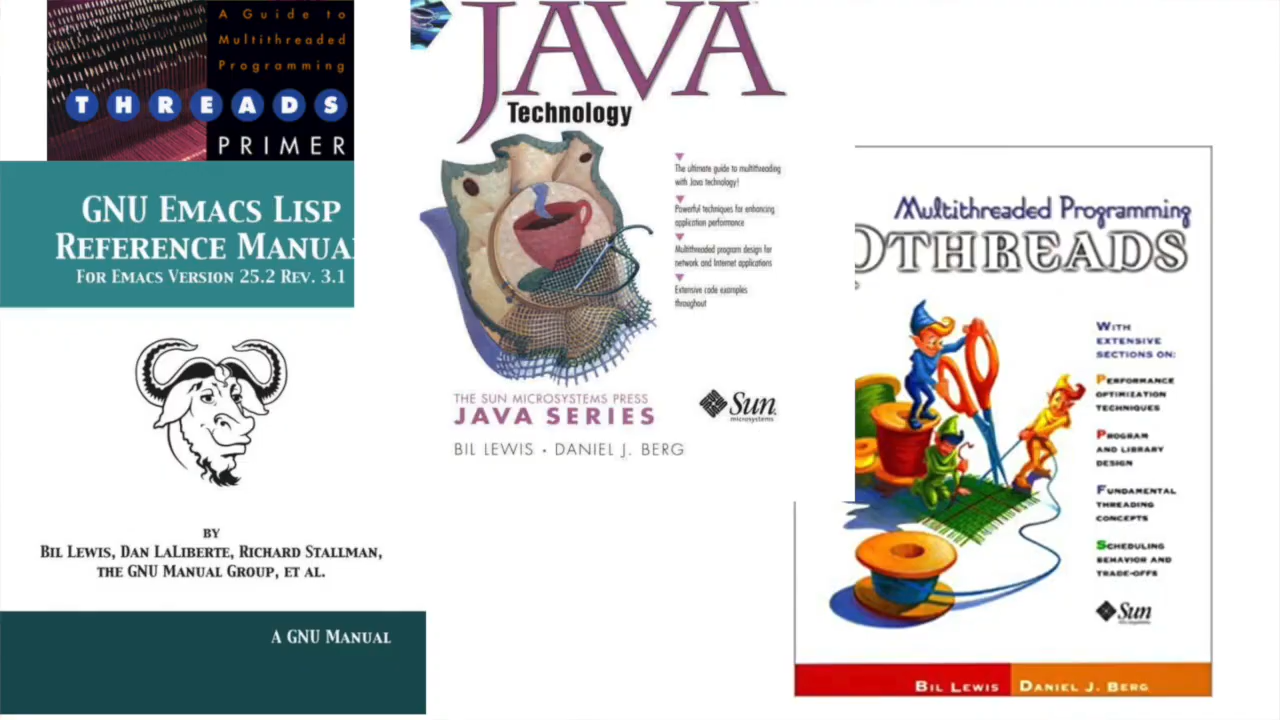 A Guide to
Multithreaded
Programming
THREADS
PRIMER
GNU EMACS LISP
REFERENCE MANUAL
FOR EMACS VERSION 25.2 REV. 3.1
BY
BIL LEWIS, DAN LALIBERTE, RICHARD STALLMAN,
THE GNU MANUAL GROUP, ET AL.
A GNU MANUAL
JAVA
Technology
The ultimate guide to multithreading
with Java technology!
Powerful techniques for enhancing
application performance
Multithreaded program design for
network and Internet applications
Extensive code examples
throughout
THE SUN MICROSYSTEMS PRESS
JAVA SERIES
Sun
microsystems
BIL LEWIS • DANIEL J. BERG
Multithreaded Programming
PTHREADS
WITH
EXTENSIVE
SECTIONS ON:
PERFORMANCE
OPTIMIZATION
TECHNIQUES
PROGRAM
AND LIBRARY
DESIGN
FUNDAMENTAL
THREADING
CONCEPTS
SCHEDULING
BEHAVIOR AND
TRADE-OFFS
Sun
microsystems
BIL LEWIS DANIEL J. BERG